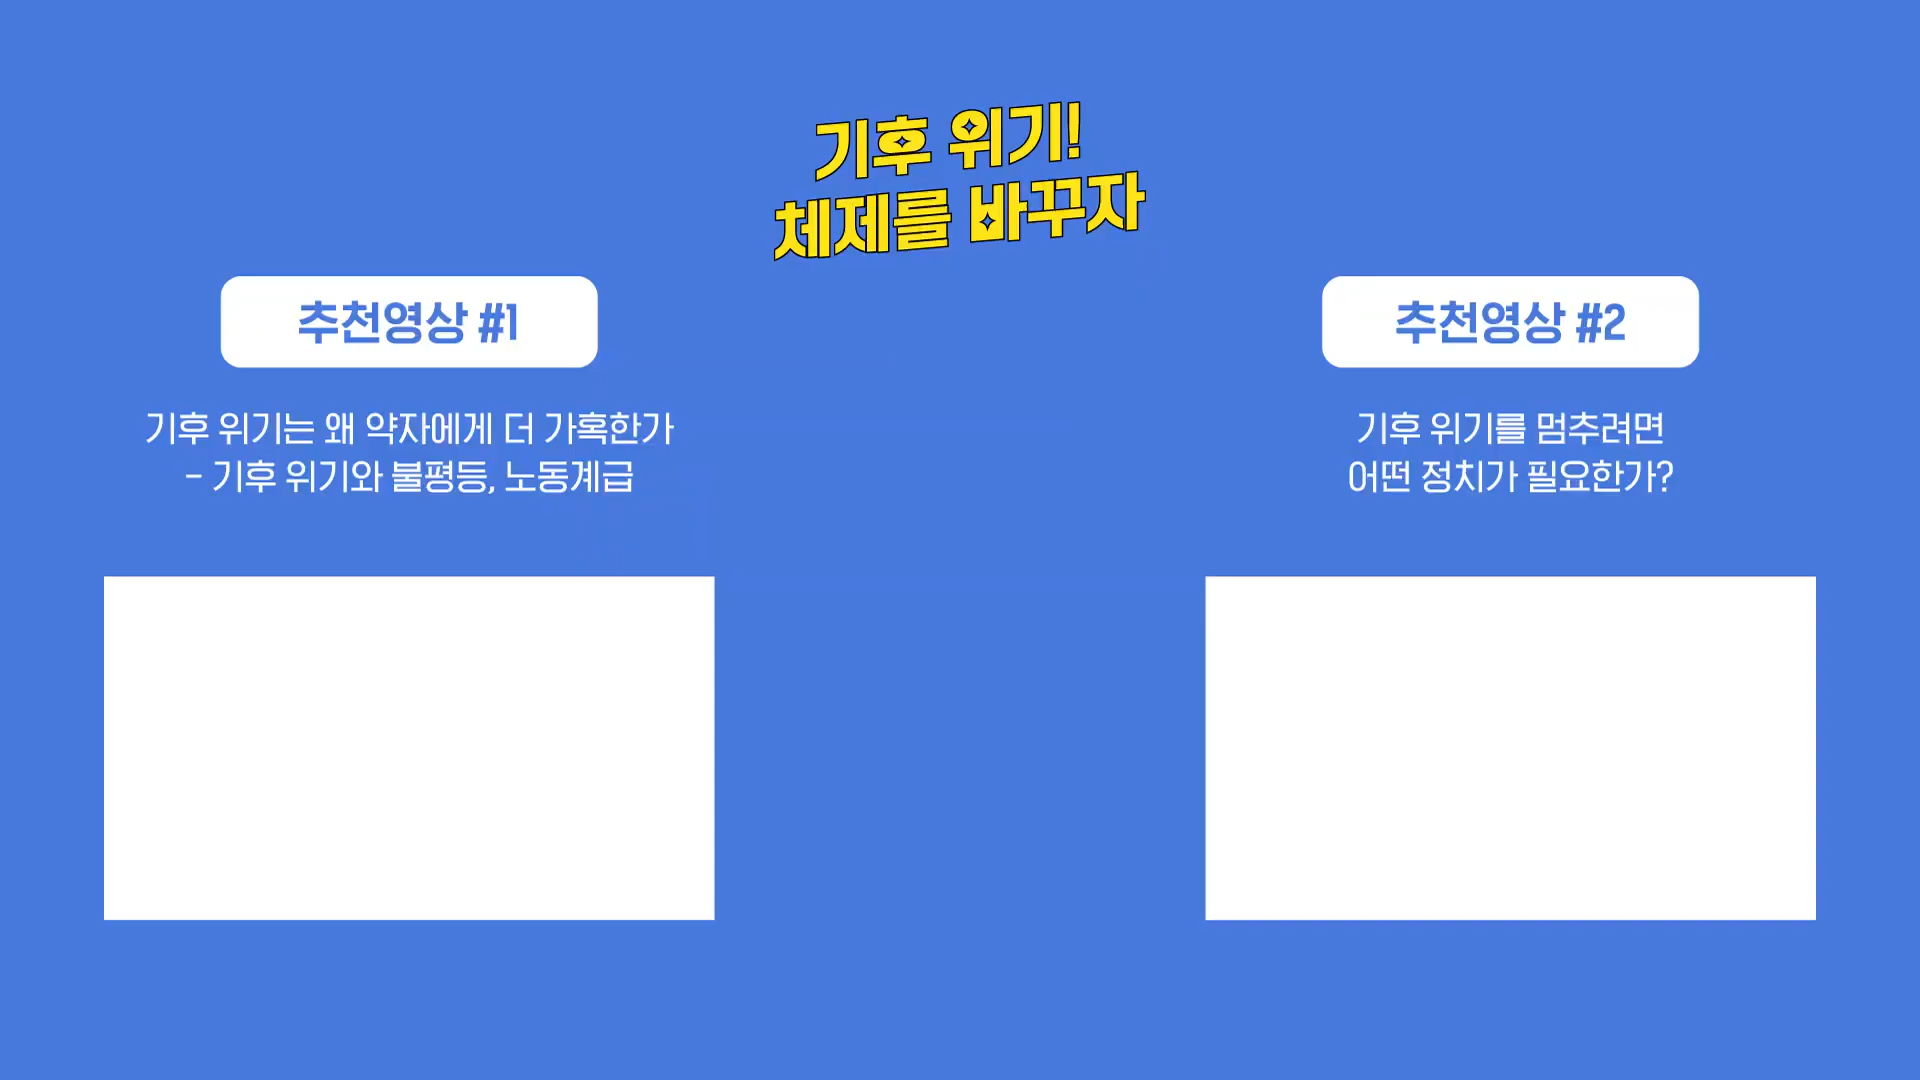 기후 위기!
체제를 바꾸자
추천영상 #1
기후 위기는 왜 약자에게 더 가혹한가
- 기후 위기와 불평등, 노동계급
추천영상 #2
기후 위기를 멈추려면
어떤 정치가 필요한가?